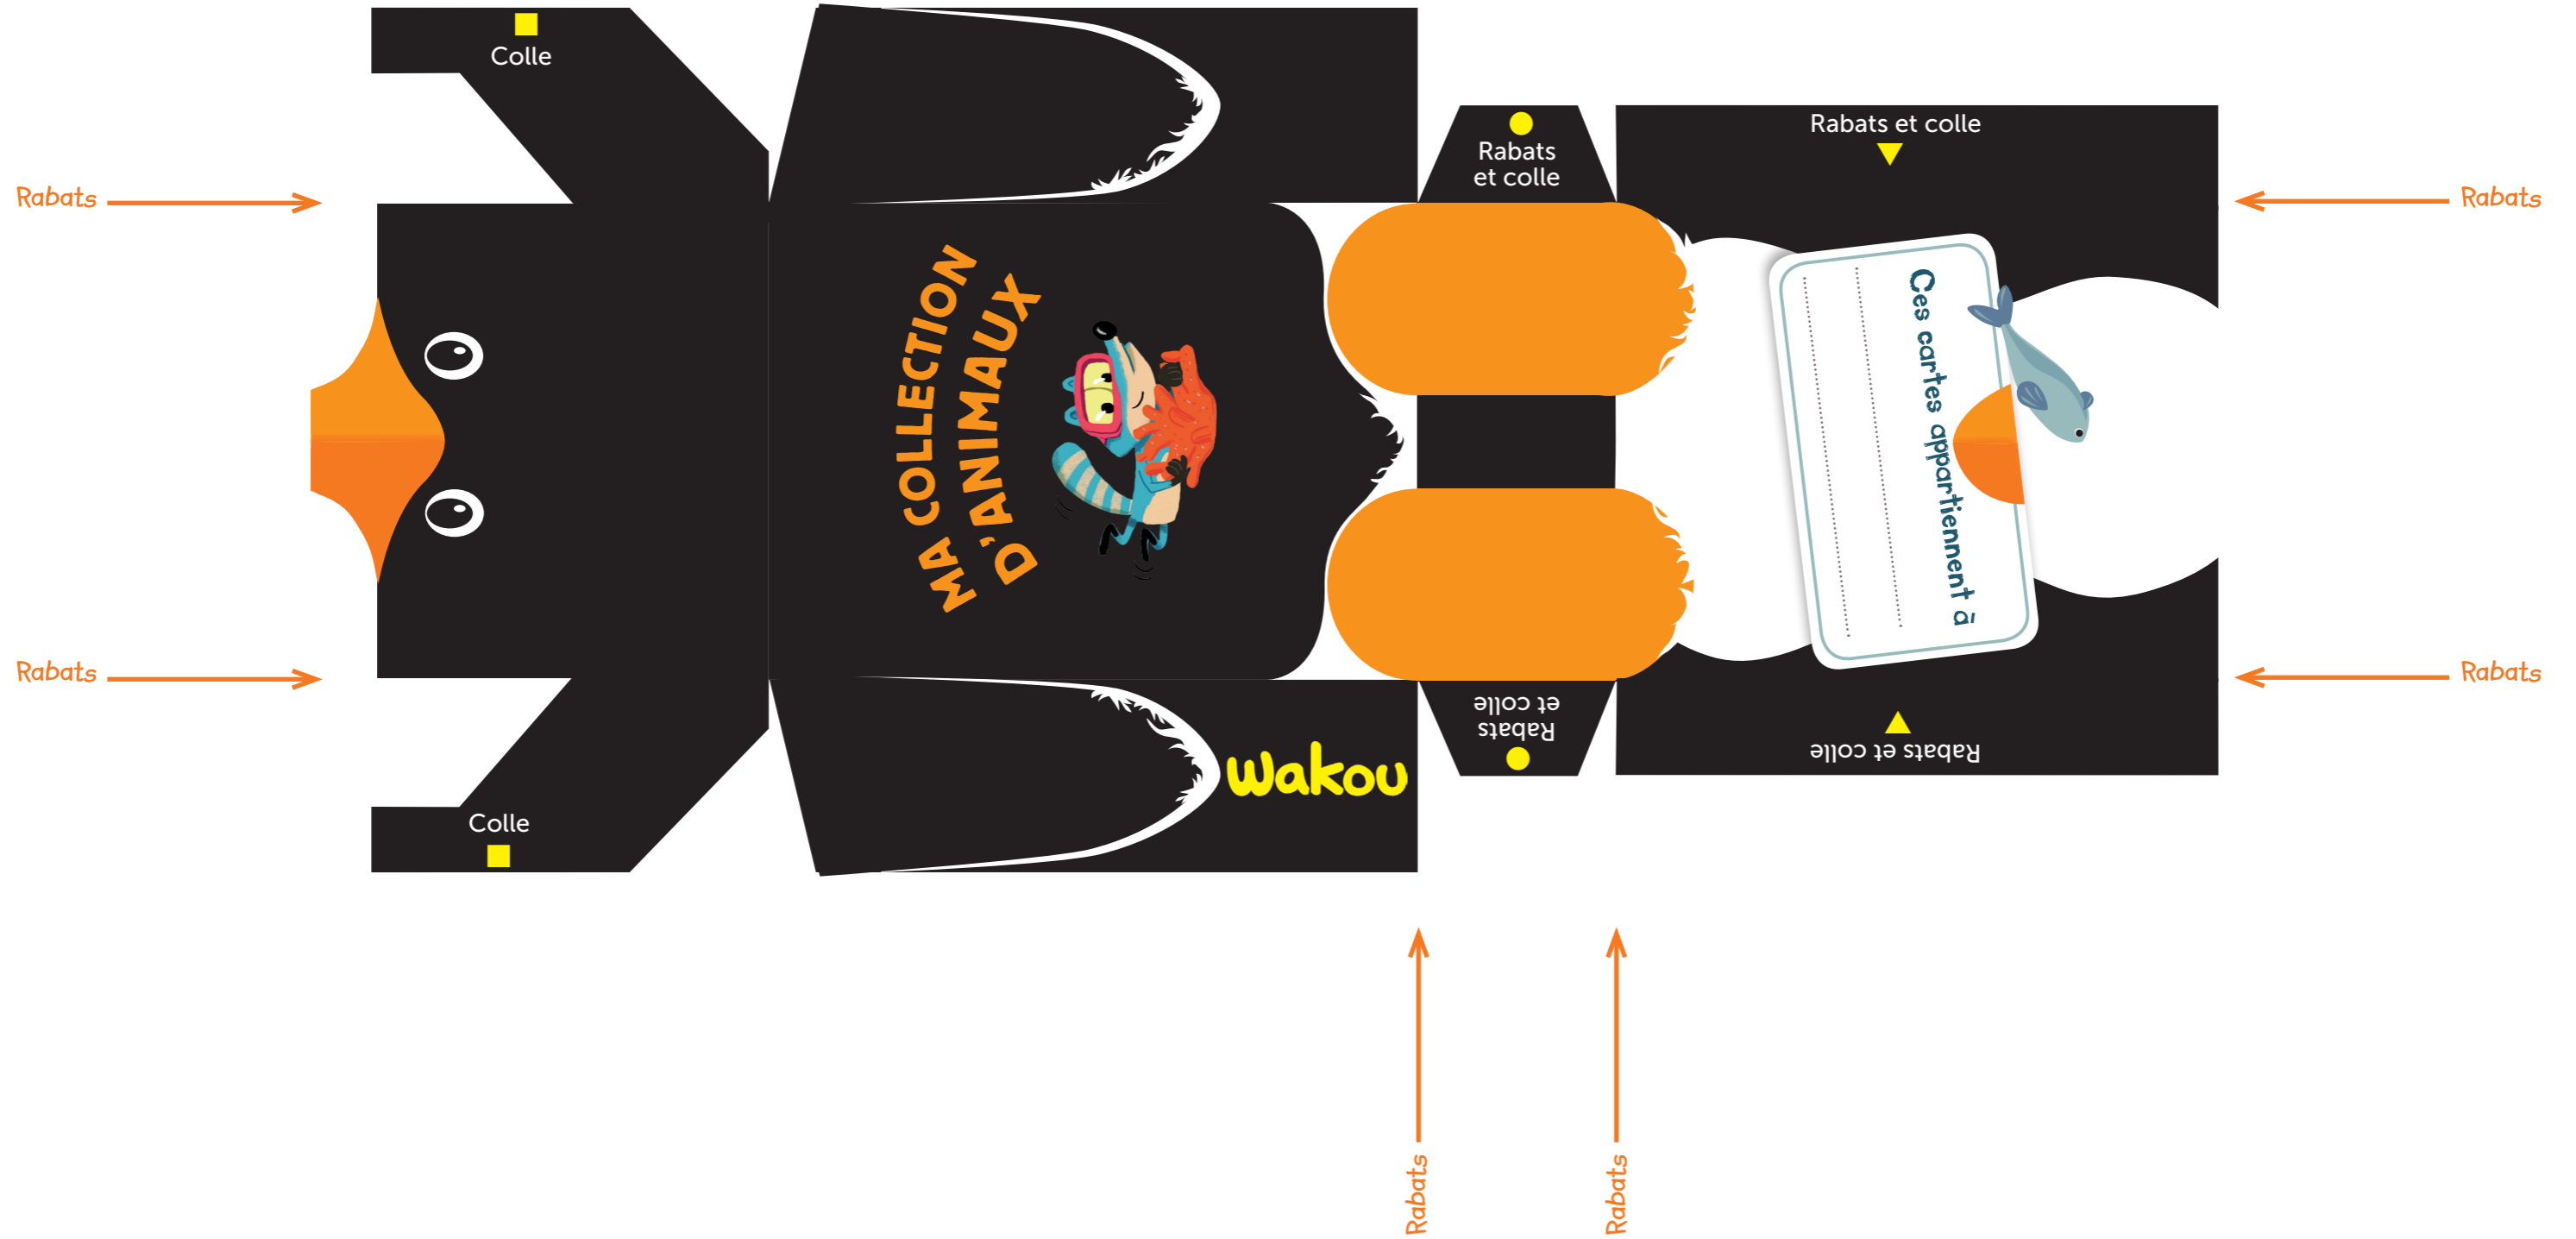 Colle
Rabats
et colle
Rabats et colle
Rabats
Rabats
MA COLLECTION
D'ANIMAUX
Ces cartes appartiennent à
Rabats
Rabats
Rabats
et colle
Rabats et colle
Wakou
Colle
Rabats
Rabats